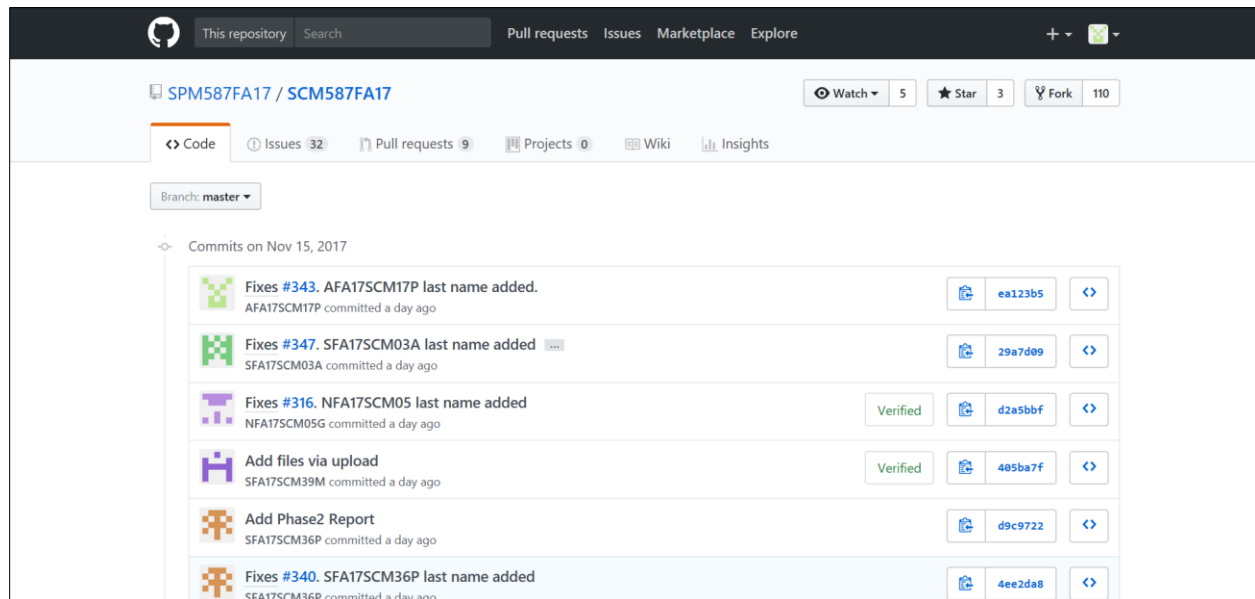 This repository Search Pull requests Issues Marketplace Explore
SPM587FA17 / SCM587FA17 Watch 5 Star 3 Fork 110
Code Issues 32 Pull requests 9 Projects 0 Wiki Insights
Branch: master
Commits on Nov 15, 2017
Fixes #343. AFA17SCM17P last name added.
AFA17SCM17P committed a day ago
ea123b5
Fixes #347. SFA17SCM03A last name added …
SFA17SCM03A committed a day ago
29a7d09
Fixes #316. NFA17SCM05 last name added
NFA17SCM05G committed a day ago
Verified d2a5bbf
Add files via upload
SFA17SCM39M committed a day ago
Verified 405ba7f
Add Phase2 Report
SFA17SCM36P committed a day ago
d9c9722
Fixes #340. SFA17SCM36P last name added
SFA17SCM36P committed a day ago
4ee2da8